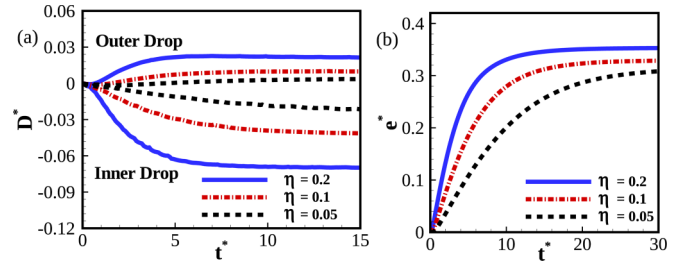 (a)
0.06
0.03
0
-0.03
-0.06
-0.09
-0.12
D*
Outer Drop
Inner Drop
η = 0.2
η = 0.1
η = 0.05
0 5 10 15
t*
(b)
0.4
0.3
0.2
0.1
0
e*
η = 0.2
η = 0.1
η = 0.05
0 10 20 30
t*